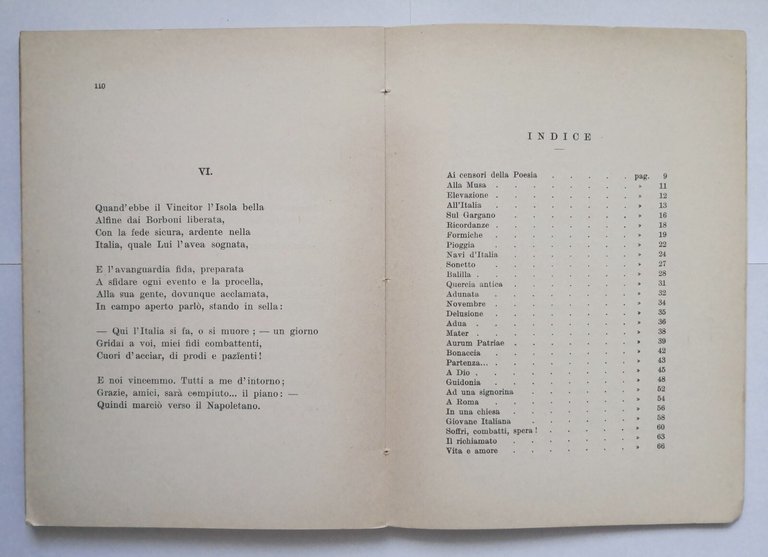 110
VI.
Quand'ebbe il Vincitor l'Isola bella
Alfine dai Borboni liberata,
Con la fede sicura, ardente nella
Italia, quale Lui l'avea sognata,
E l'avanguardia fida, preparata
A sfidare ogni evento e la procella,
Alla sua gente, dovunque acclamata,
In campo aperto parlò, stando in sella:
— Qui l'Italia si fa, o si muore; — un giorno
Gridai a voi, miei fidi combattenti,
Cuori d'acciar, di prodi e pazienti!
E noi vincemmo. Tutti a me d'intorno;
Grazie, amici, sarà compiuto... il piano: —
Quindi marciò verso il Napoletano.
INDICE
Ai censori della Poesia . . . . . pag. 9
Alla Musa . . . . . . . . » 11
Elevazione . . . . . . . . » 12
All'Italia . . . . . . . . » 13
Sul Gargano . . . . . . . » 16
Ricordanze . . . . . . . . » 18
Formiche . . . . . . . . » 19
Pioggia . . . . . . . . » 22
Navi d'Italia . . . . . . . » 24
Sonetto . . . . . . . . » 27
Balilla . . . . . . . . . » 28
Quercia antica . . . . . . . » 31
Adunata . . . . . . . . » 32
Novembre . . . . . . . . » 34
Delusione . . . . . . . . » 35
Adua . . . . . . . . . » 36
Mater . . . . . . . . . » 38
Aurum Patriae . . . . . . . » 39
Bonaccia . . . . . . . . » 42
Partenza... . . . . . . . . » 43
A Dio . . . . . . . . . » 45
Guidonia . . . . . . . . » 48
Ad una signorina . . . . . . » 52
A Roma . . . . . . . . » 54
In una chiesa . . . . . . . » 56
Giovane Italiana . . . . . . » 58
Soffri, combatti, spera! . . . . . » 60
Il richiamato . . . . . . . » 63
Vita e amore . . . . . . . » 66